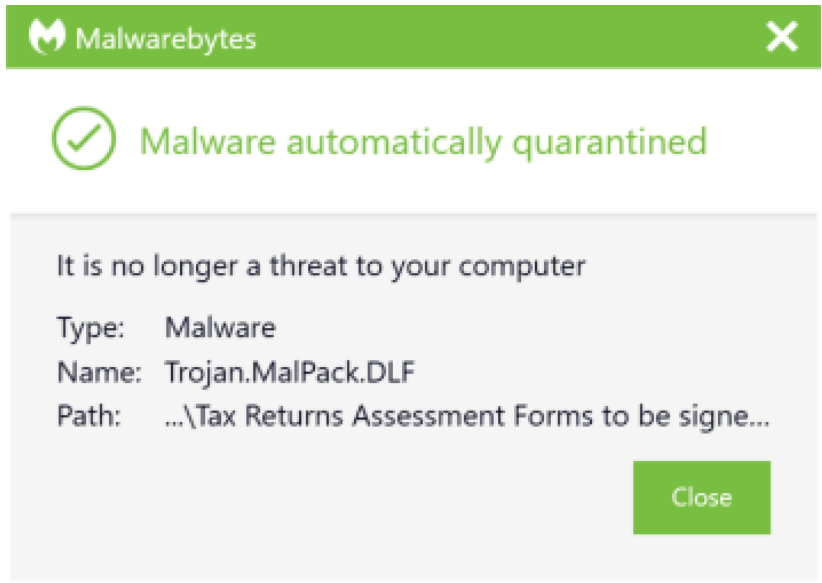 Malwarebytes
Malware automatically quarantined
It is no longer a threat to your computer
Type: Malware
Name: Trojan.MalPack.DLF
Path: ...\Tax Returns Assessment Forms to be signe...
Close